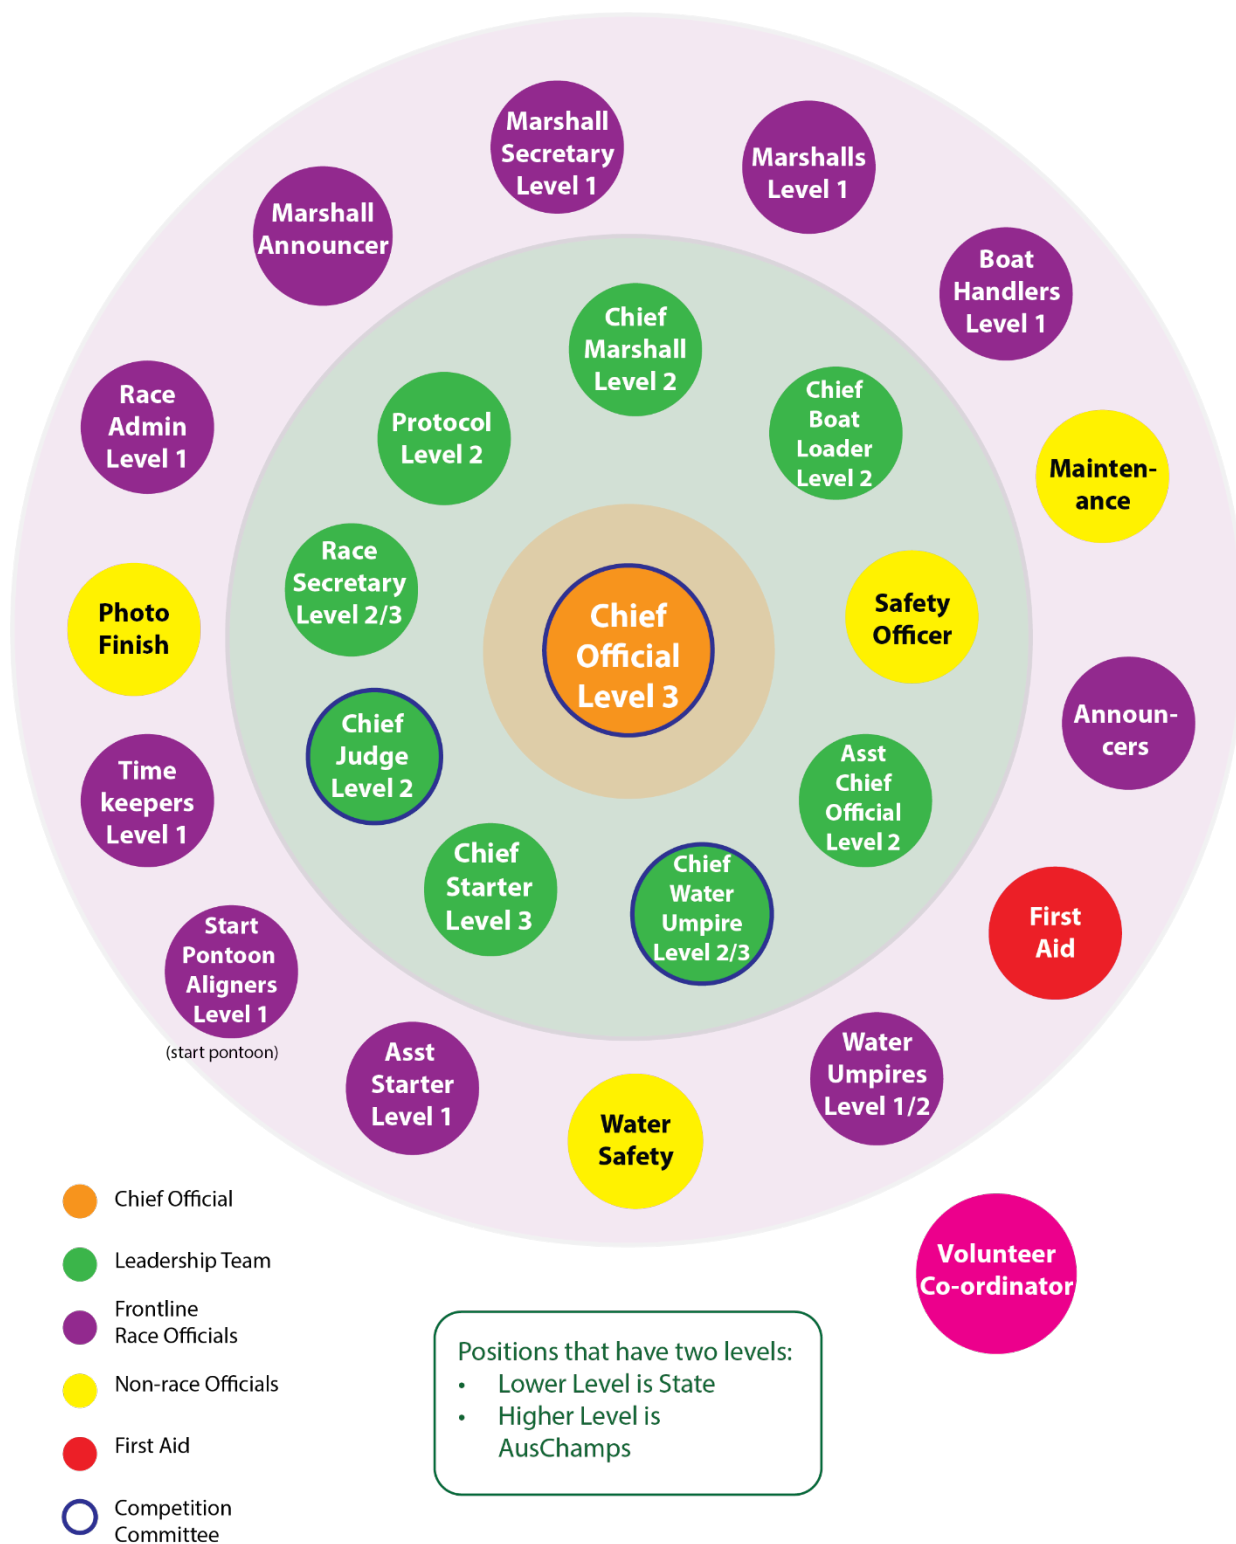 Marshall
Secretary
Level 1
Marshalls
Level 1
Marshall
Announcer
Boat
Handlers
Level 1
Chief
Marshall
Level 2
Chief
Boat
Loader
Level 2
Protocol
Level 2
Race
Admin
Level 1
Mainten-
ance
Race
Secretary
Level 2/3
Chief
Official
Level 3
Safety
Officer
Photo
Finish
Announ-
cers
Chief
Judge
Level 2
Time
keepers
Level 1
Asst
Chief
Official
Level 2
Chief
Starter
Level 3
Chief
Water
Umpire
Level 2/3
First
Aid
Start
Pontoon
Aligners
Level 1
(start pontoon)
Asst
Starter
Level 1
Water
Safety
Water
Umpires
Level 1/2
Volunteer
Co-ordinator
Chief Official
Leadership Team
Frontline
Race Officials
Non-race Officials
First Aid
Competition
Committee
Positions that have two levels:
• Lower Level is State
• Higher Level is
AusChamps